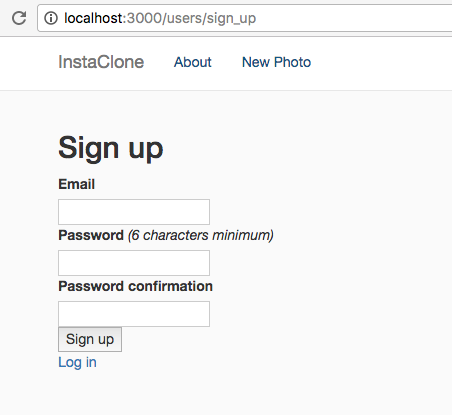 localhost:3000/users/sign_up
InstaClone About New Photo
Sign up
Email
Password (6 characters minimum)
Password confirmation
Sign up
Log in